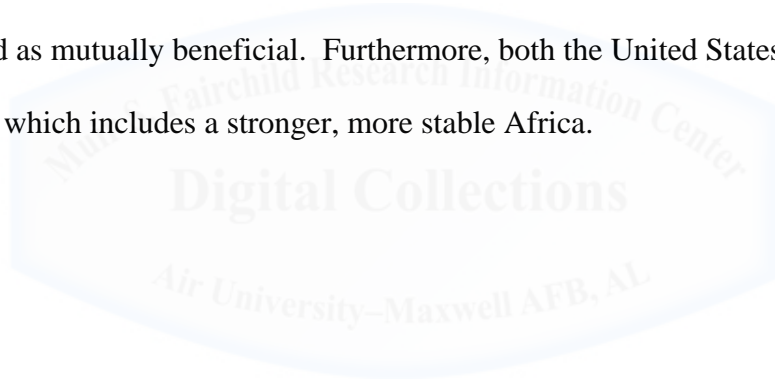 d as mutually beneficial.  Furthermore, both the United States
which includes a stronger, more stable Africa.
Muir S. Fairchild Research Information Center
Digital Collections
Air University–Maxwell AFB, AL